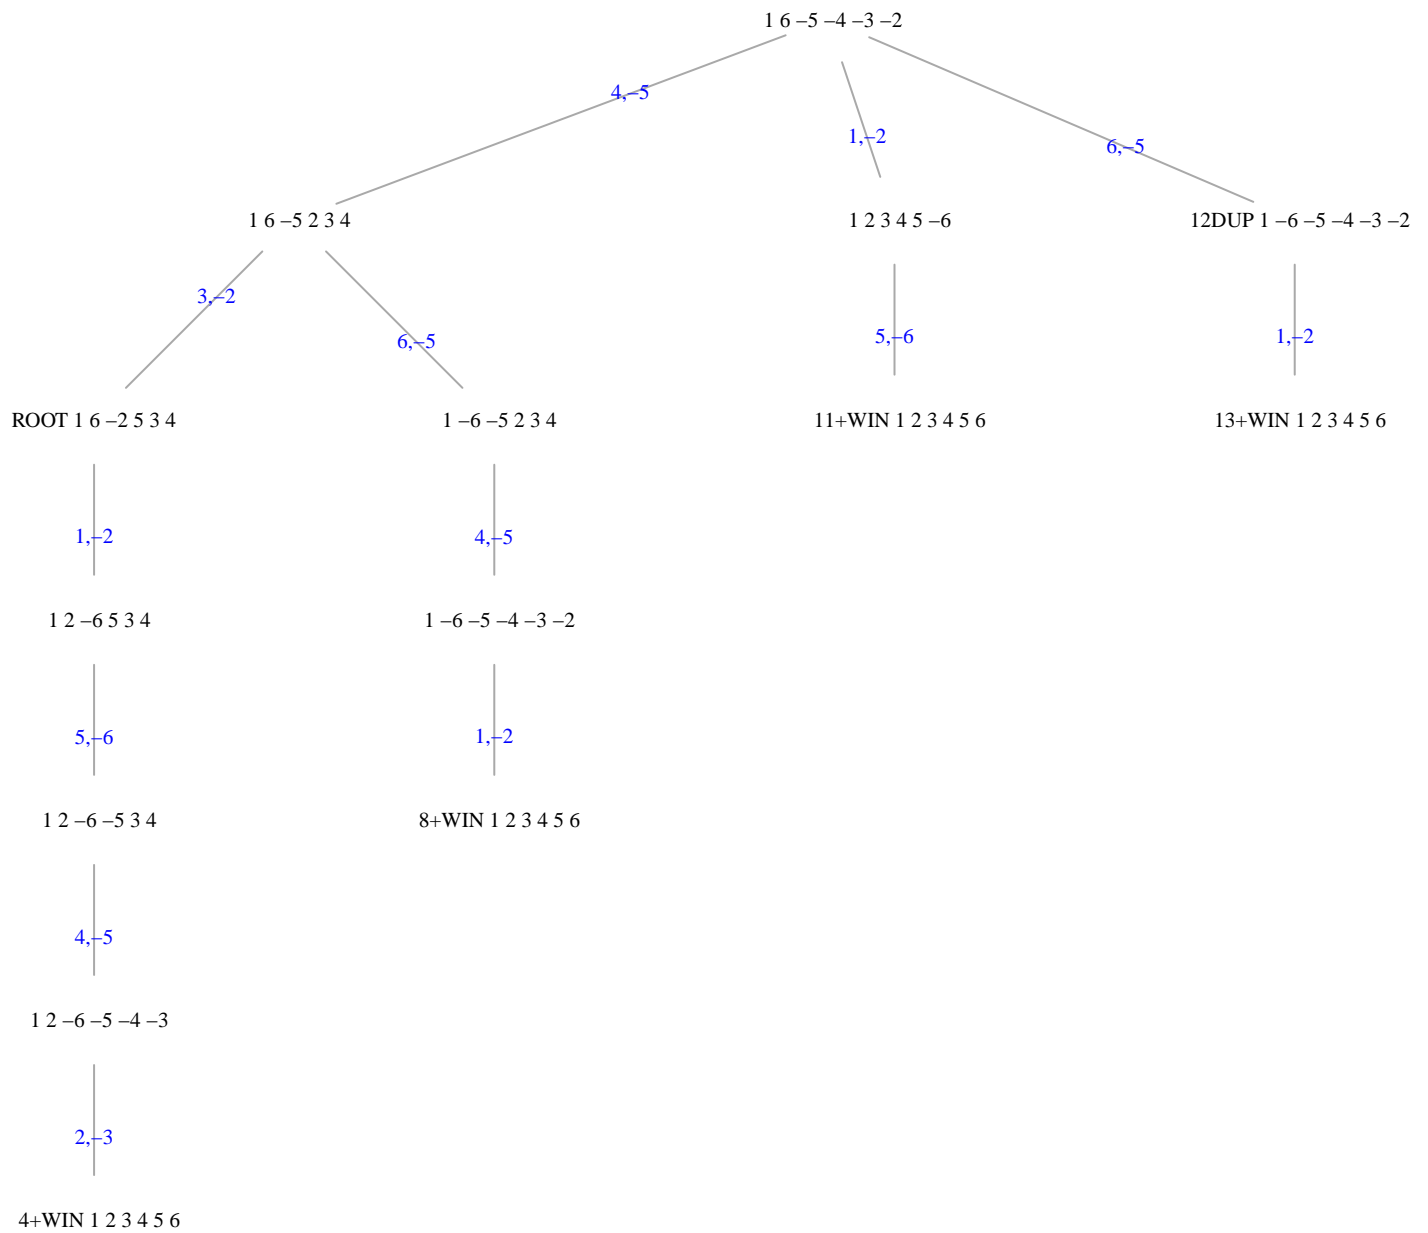 1 6 –5 –4 –3 –2
4,–5
1,–2
6,–5
1 6 –5 2 3 4
1 2 3 4 5 –6
12DUP 1 –6 –5 –4 –3 –2
3,–2
6,–5
5,–6
1,–2
ROOT 1 6 –2 5 3 4
1 –6 –5 2 3 4
11+WIN 1 2 3 4 5 6
13+WIN 1 2 3 4 5 6
1,–2
4,–5
1 2 –6 5 3 4
1 –6 –5 –4 –3 –2
5,–6
1,–2
1 2 –6 –5 3 4
8+WIN 1 2 3 4 5 6
4,–5
1 2 –6 –5 –4 –3
2,–3
4+WIN 1 2 3 4 5 6